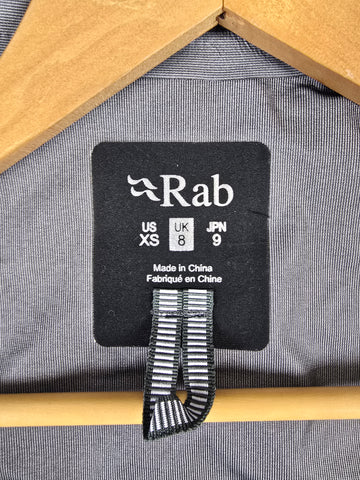 Rab
US UK JPN
XS 8 9
Made in China
Fabriqué en Chine